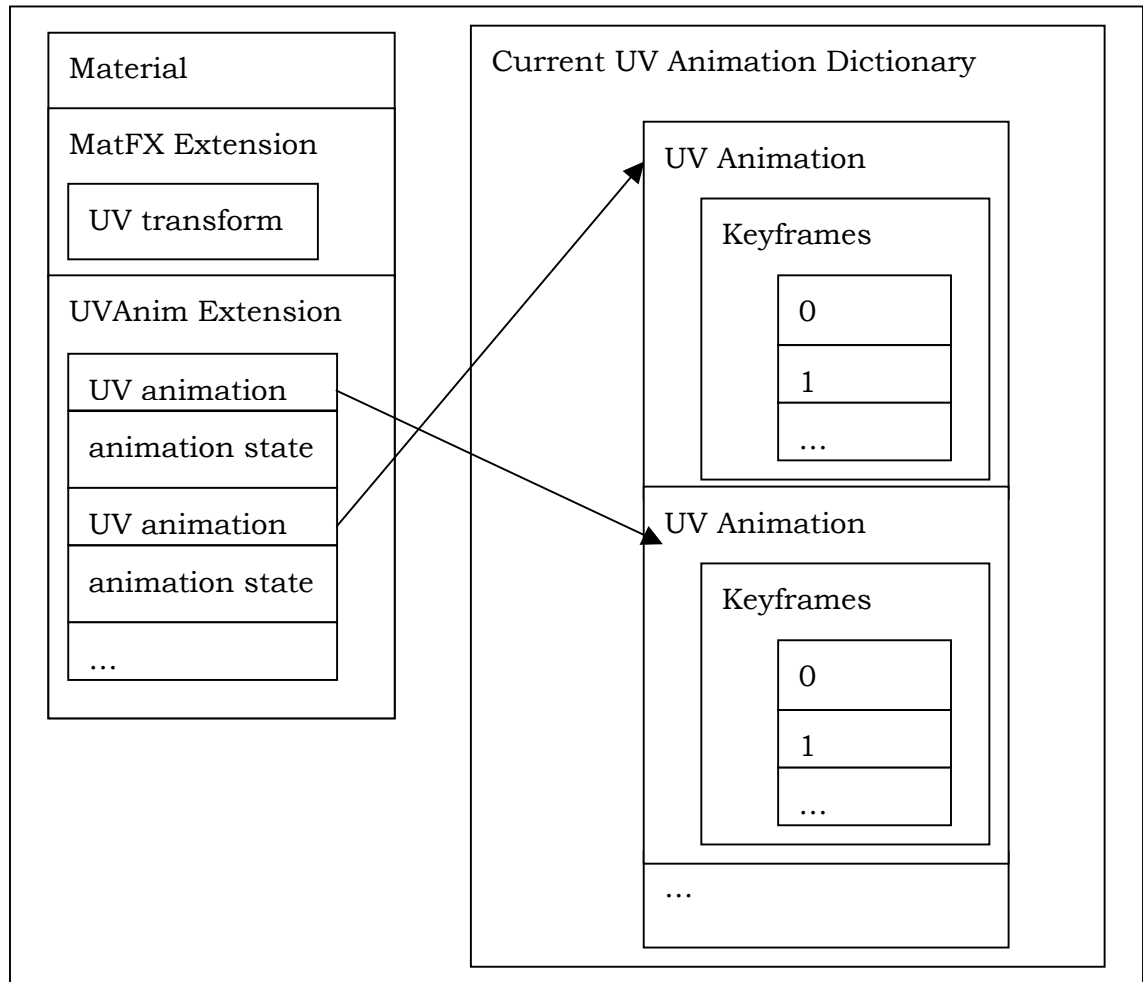 Material
MatFX Extension
UV transform
UVAnim Extension
UV animation
animation state
UV animation
animation state
…
Current UV Animation Dictionary
UV Animation
Keyframes
0
1
…
UV Animation
Keyframes
0
1
…
…